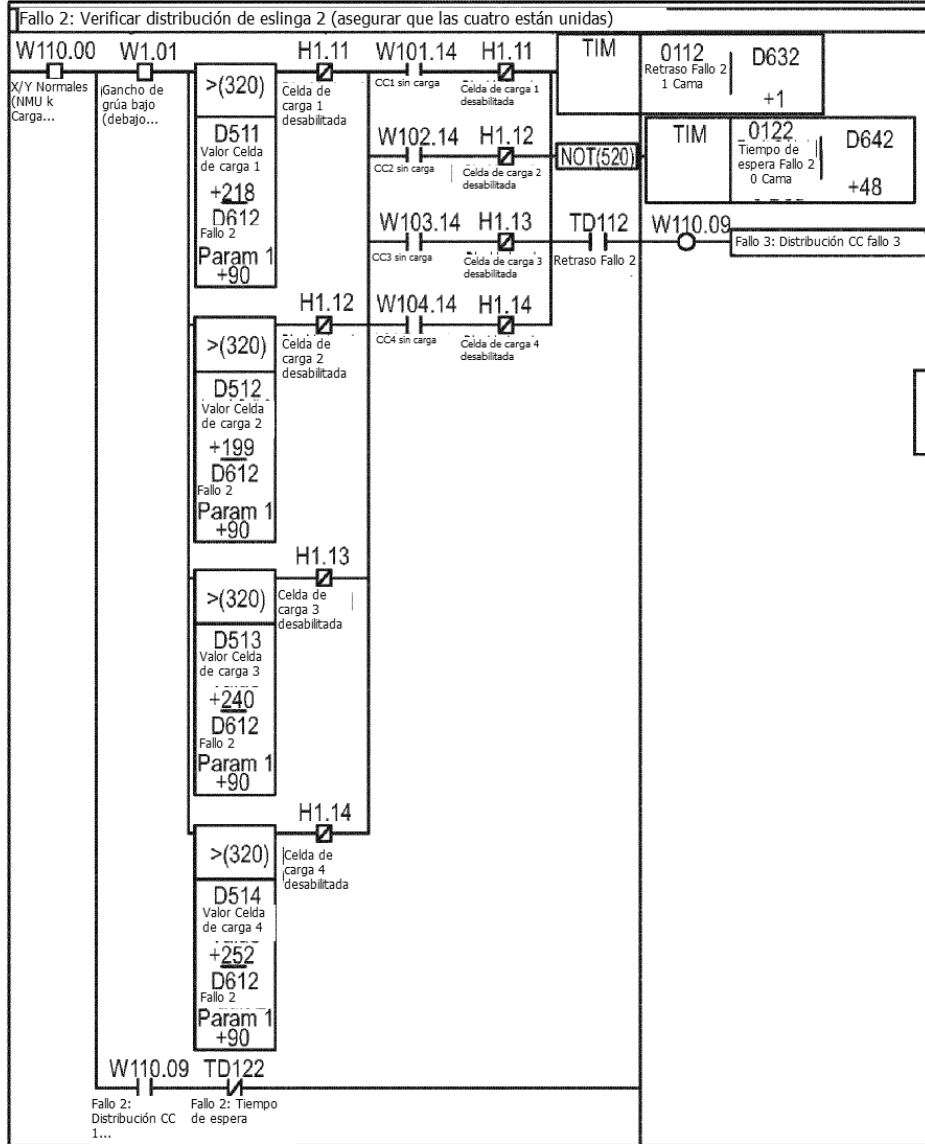 Fallo 2: Verificar distribución de eslinga 2 (asegurar que las cuatro están unidas)
W110.00
X/Y Normales
(NMU k
Carga...
W1.01
Gancho de
grúa bajo
(debajo...
>(320)
D511
Valor Celda
de carga 1
+218
D612
Fallo 2
Param 1
+90
H1.11
Celda de
carga 1
desabilitada
W101.14
CC1 sin carga
H1.11
Celda de carga 1
desabilitada
TIM
0112
Retraso Fallo 2
1 Cama
D632
+1
W102.14
CC2 sin carga
H1.12
Celda de carga 2
desabilitada
NOT(520)
TIM
0122
Tiempo de
espera Fallo 2
0 Cama
D642
+48
W103.14
CC3 sin carga
H1.13
Celda de carga 3
desabilitada
TD112
Retraso Fallo 2
W110.09
Fallo 3: Distribución CC fallo 3
H1.12
Celda de
carga 2
desabilitada
W104.14
CC4 sin carga
H1.14
Celda de carga 4
desabilitada
>(320)
D512
Valor Celda
de carga 2
+199
D612
Fallo 2
Param 1
+90
H1.13
Celda de
carga 3
desabilitada
>(320)
D513
Valor Celda
de carga 3
+240
D612
Fallo 2
Param 1
+90
H1.14
Celda de
carga 4
desabilitada
>(320)
D514
Valor Celda
de carga 4
+252
D612
Fallo 2
Param 1
+90
W110.09
Fallo 2:
Distribución CC
1...
TD122
Fallo 2: Tiempo
de espera